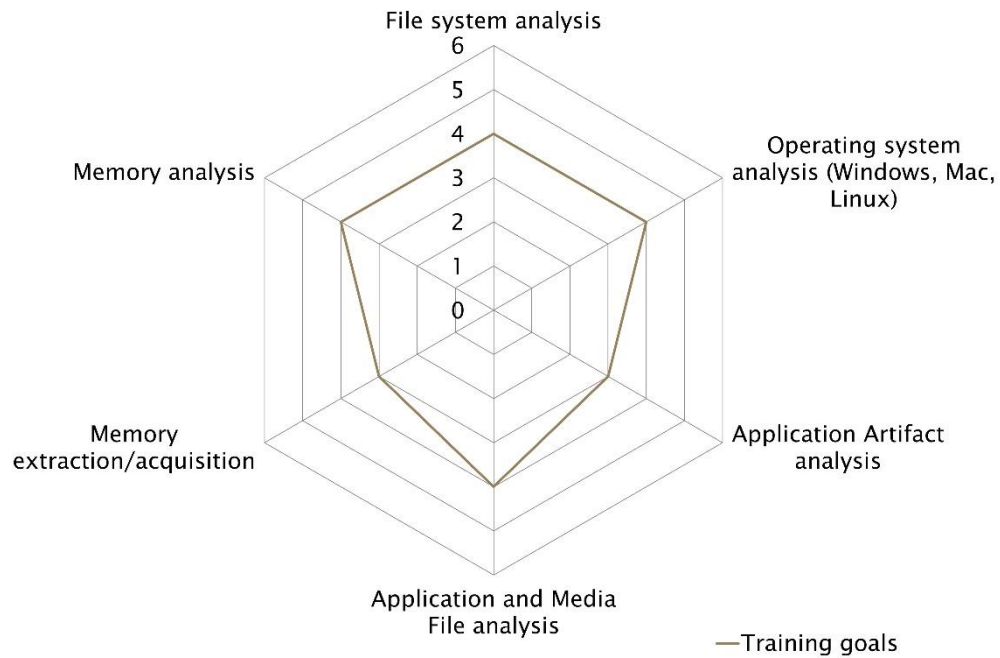 File system analysis
6
5
4
3
2
1
0
Operating system
analysis (Windows, Mac,
Linux)
Application Artifact
analysis
Application and Media
File analysis
Memory
extraction/acquisition
Memory analysis
Training goals